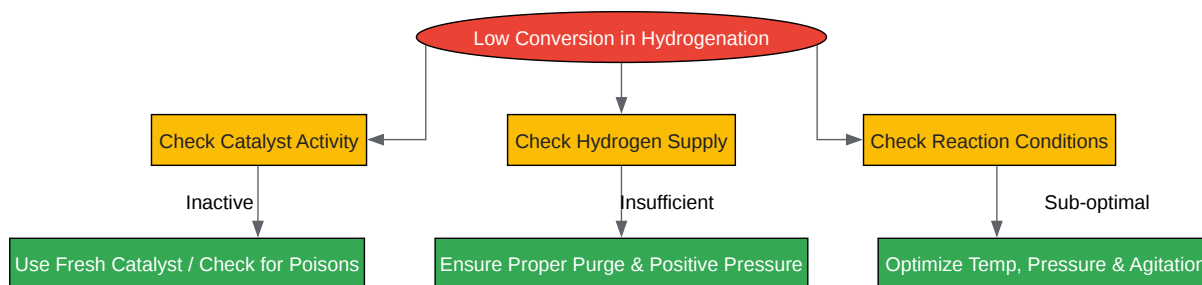 Low Conversion in Hydrogenation
Check Catalyst Activity
Check Hydrogen Supply
Check Reaction Conditions
Inactive
Insufficient
Sub-optimal
Use Fresh Catalyst / Check for Poisons
Ensure Proper Purge & Positive Pressure
Optimize Temp, Pressure & Agitation